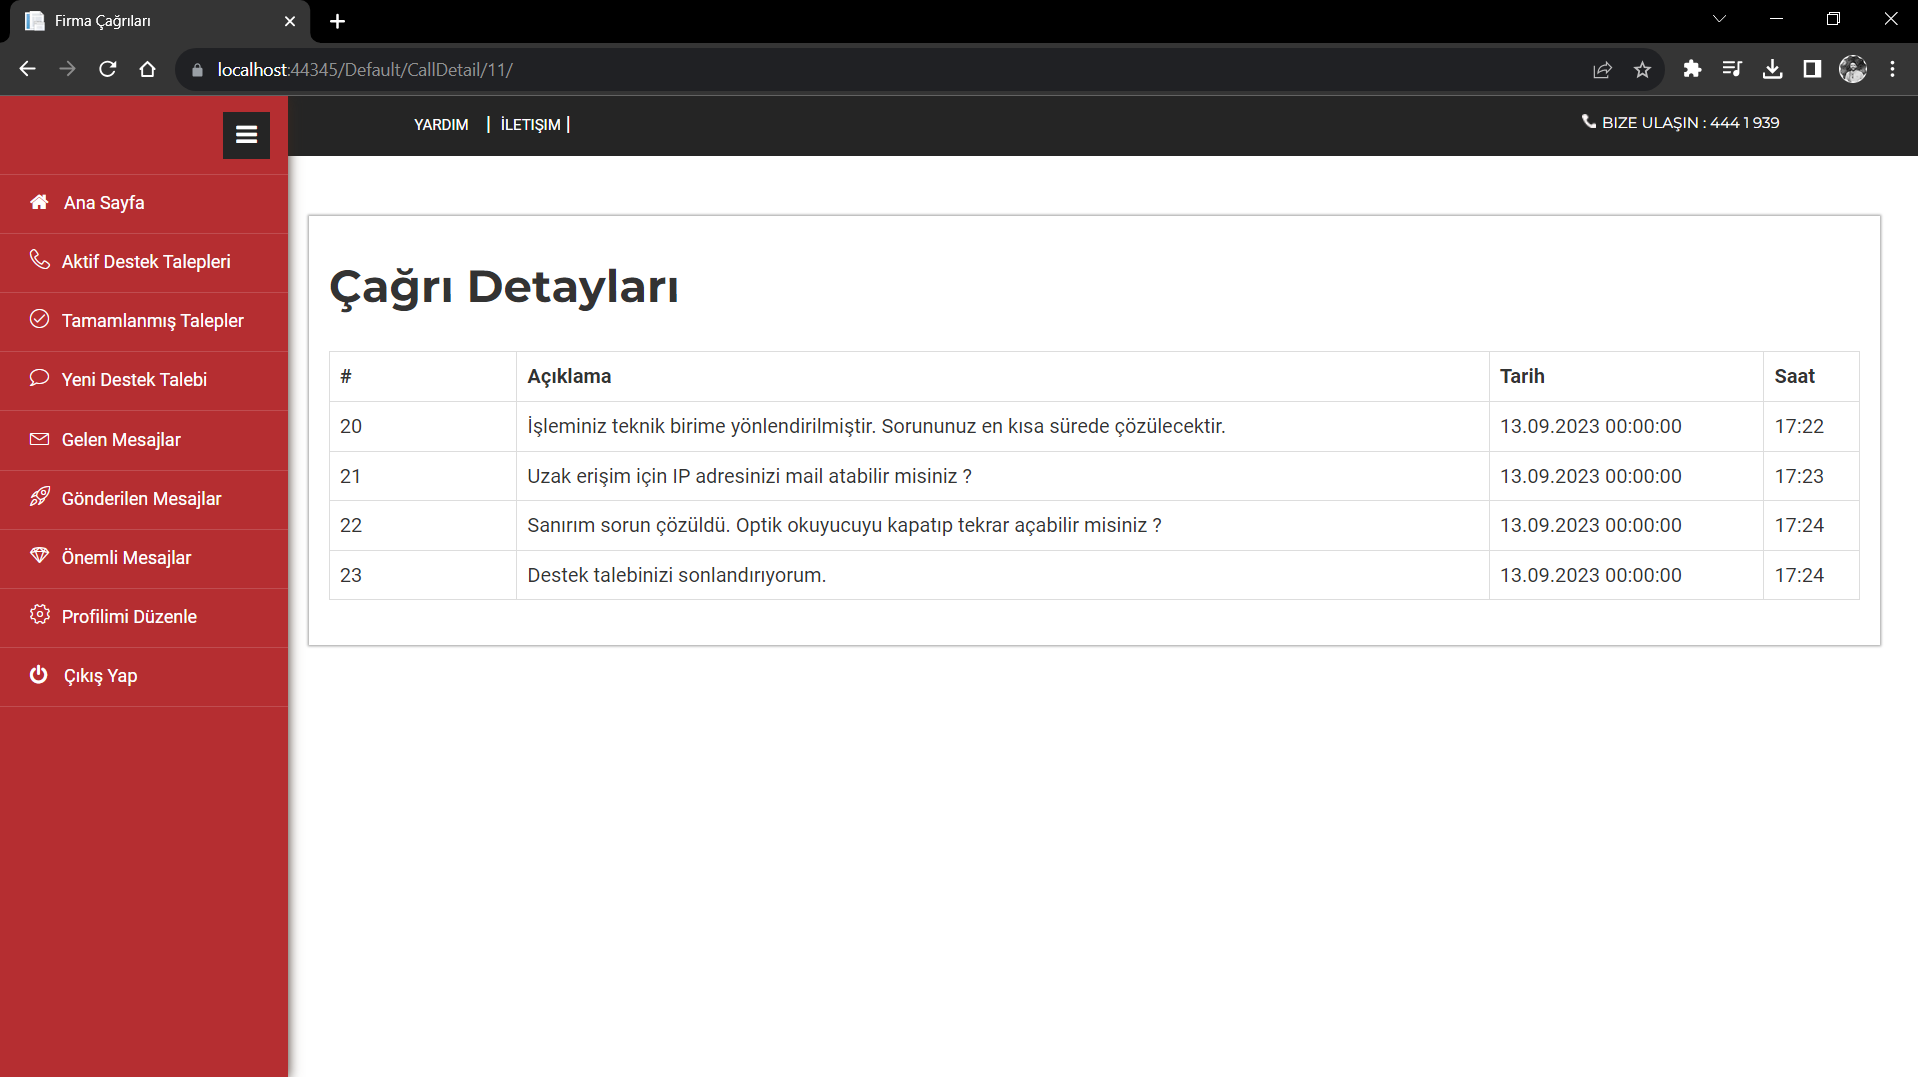 Firma Çağrıları
localhost:44345/Default/CallDetail/11/
YARDIM | İLETIŞIM |
BIZE ULAŞIN : 444 1 939
Ana Sayfa
Aktif Destek Talepleri
Tamamlanmış Talepler
Yeni Destek Talebi
Gelen Mesajlar
Gönderilen Mesajlar
Önemli Mesajlar
Profilimi Düzenle
Çıkış Yap
Çağrı Detayları
# Açıklama Tarih Saat
20 İşleminiz teknik birime yönlendirilmiştir. Sorununuz en kısa sürede çözülecektir. 13.09.2023 00:00:00 17:22
21 Uzak erişim için IP adresinizi mail atabilir misiniz ? 13.09.2023 00:00:00 17:23
22 Sanırım sorun çözüldü. Optik okuyucuyu kapatıp tekrar açabilir misiniz ? 13.09.2023 00:00:00 17:24
23 Destek talebinizi sonlandırıyorum. 13.09.2023 00:00:00 17:24